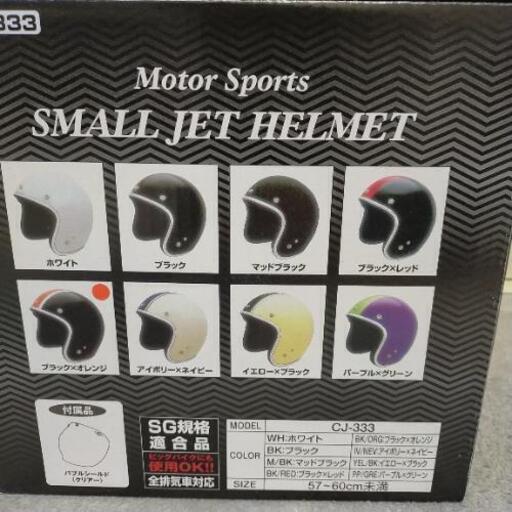 333
Motor Sports
SMALL JET HELMET
ホワイト
ブラック
マッドブラック
ブラック×レッド
ブラック×オレンジ
アイボリー×ネイビー
イエロー×ブラック
パープル×グリーン
付属品
バブルシールド
(クリアー)
SG規格
適合品
ビッグバイクにも
使用OK!!
全排気車対応
MODEL CJ-333
COLOR
WH:ホワイト BK/ORG:ブラック×オレンジ
BK:ブラック IV/NEV:アイボリー×ネイビー
M/BK:マッドブラック YEL/BK:イエロー×ブラック
BK/RED:ブラック×レッド PP/GRE:パープル×グリーン
SIZE 57~60cm未満